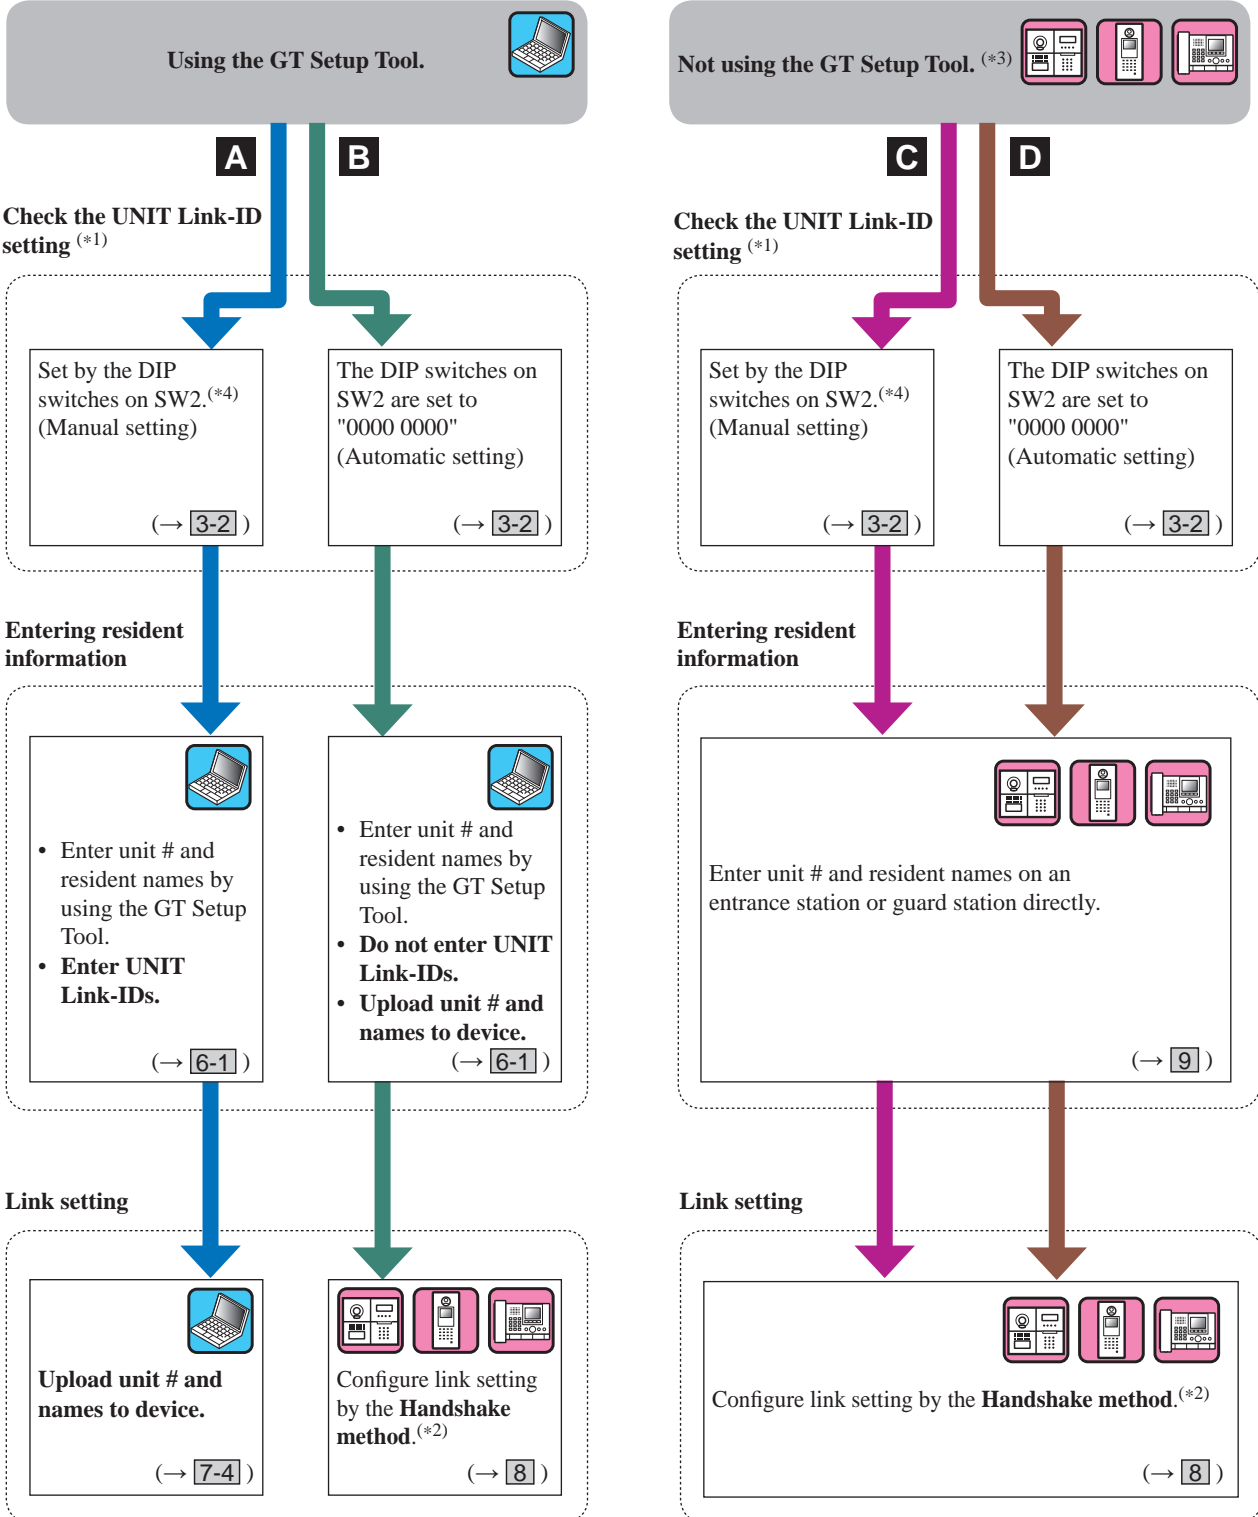 Using the GT Setup Tool.
A
B
Check the UNIT Link-ID
setting (*1)
Set by the DIP
switches on SW2.(*4)
(Manual setting)
(→ 3-2 )
The DIP switches on
SW2 are set to
"0000 0000"
(Automatic setting)
(→ 3-2 )
Entering resident
information
• Enter unit # and
resident names by
using the GT Setup
Tool.
• Enter UNIT
Link-IDs.
(→ 6-1 )
• Enter unit # and
resident names by
using the GT Setup
Tool.
• Do not enter UNIT
Link-IDs.
• Upload unit # and
names to device.
(→ 6-1 )
Link setting
Upload unit # and
names to device.
(→ 7-4 )
Configure link setting
by the Handshake
method.(*2)
(→ 8 )
Not using the GT Setup Tool. (*3)
C
D
Check the UNIT Link-ID
setting (*1)
Set by the DIP
switches on SW2.(*4)
(Manual setting)
(→ 3-2 )
The DIP switches on
SW2 are set to
"0000 0000"
(Automatic setting)
(→ 3-2 )
Entering resident
information
Enter unit # and resident names on an
entrance station or guard station directly.
(→ 9 )
Link setting
Configure link setting by the Handshake method.(*2)
(→ 8 )